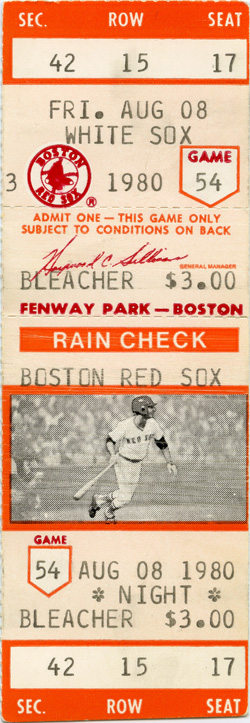 SEC. ROW SEAT
42 15 17
FRI. AUG 08
WHITE SOX
GAME
BOSTON
RED SOX
®
3 1980 54
ADMIT ONE — THIS GAME ONLY
SUBJECT TO CONDITIONS ON BACK
Haywood C. Sullivan
GENERAL MANAGER
BLEACHER $3.00
FENWAY PARK — BOSTON
RAIN CHECK
BOSTON RED SOX
GAME
54 AUG 08 1980
* NIGHT *
BLEACHER $3.00
42 15 17
SEC. ROW SEAT